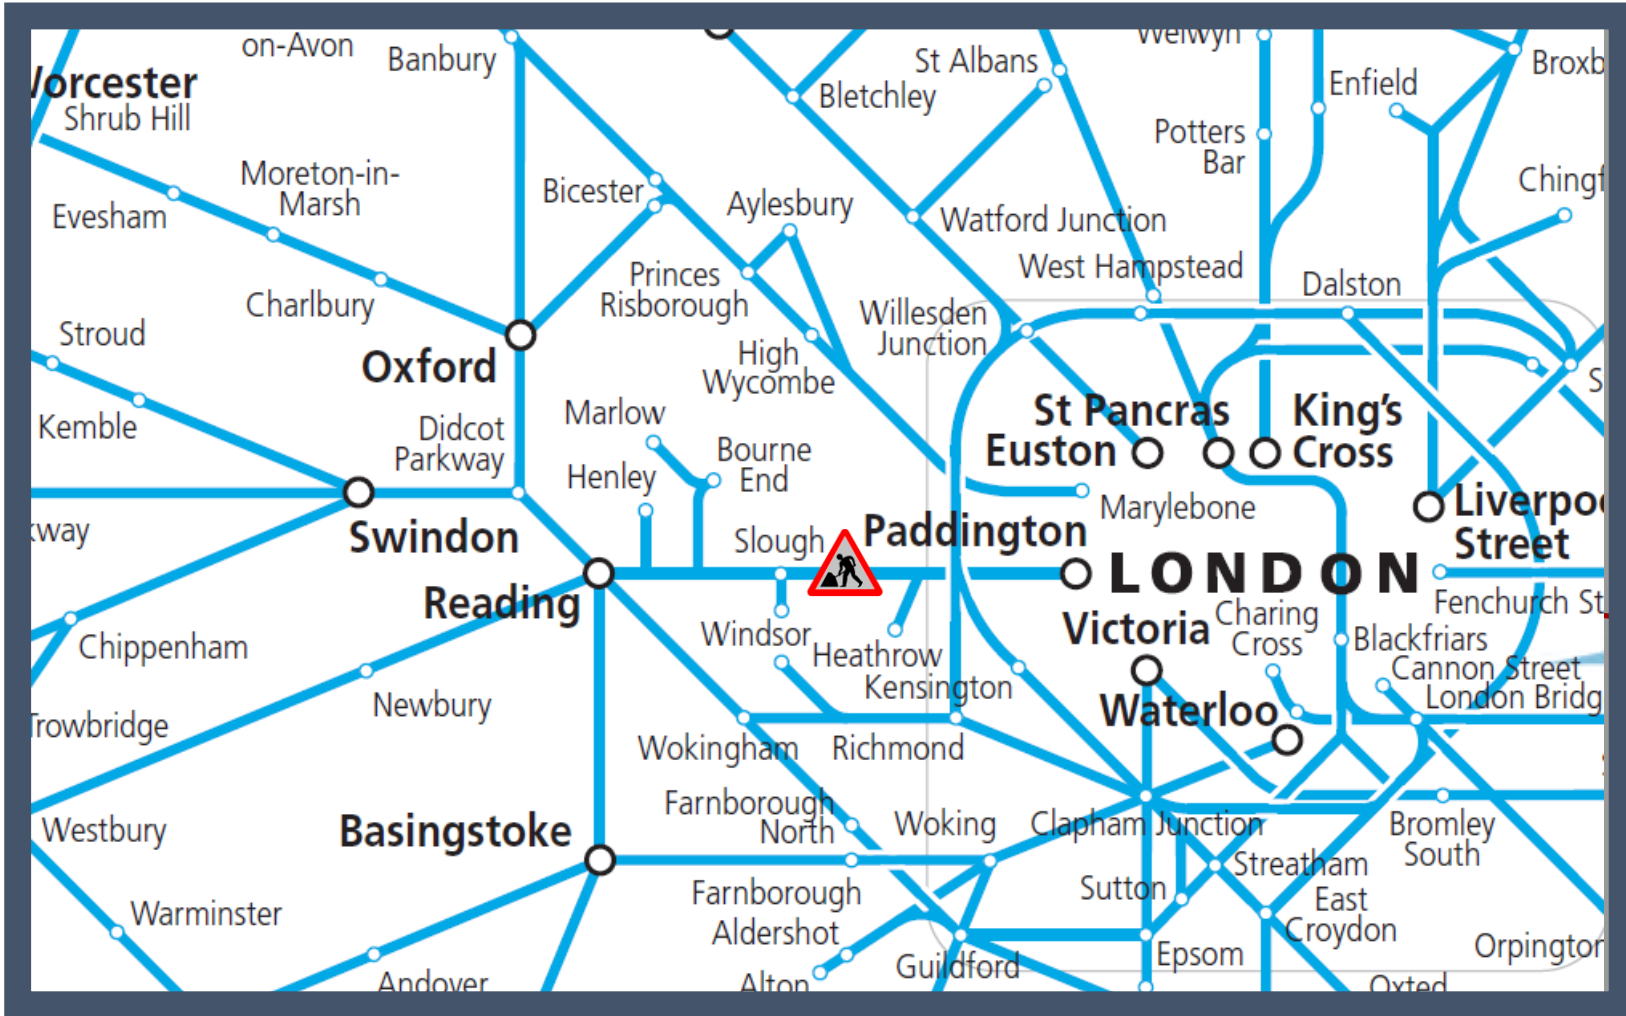 on-Avon
Banbury
St Albans
Welwyn
Enfield
Worcester
Shrub Hill
Bletchley
Potters
Bar
Moreton-in-
Marsh
Bicester
Aylesbury
Evesham
Watford Junction
West Hampstead
Princes
Risborough
Dalston
Charlbury
Willesden
Junction
Stroud
High
Wycombe
Oxford
Marlow
St Pancras
King's
Cross
Kemble
Didcot
Parkway
Bourne
End
Euston
Henley
Marylebone
Liverpoo
Street
kway
Swindon
Slough
Paddington
LONDON
Reading
Fenchurch St
Windsor
Victoria
Charing
Cross
Chippenham
Heathrow
Blackfriars
Kensington
Cannon Street
London Bridg
Newbury
Waterloo
Trowbridge
Wokingham
Richmond
Farnborough
North
Woking
Clapham Junction
Bromley
South
Westbury
Basingstoke
Streatham
Farnborough
Sutton
East
Croydon
Warminster
Aldershot
Epsom
Orpington
Guildford
Andover
Alton
Oxted